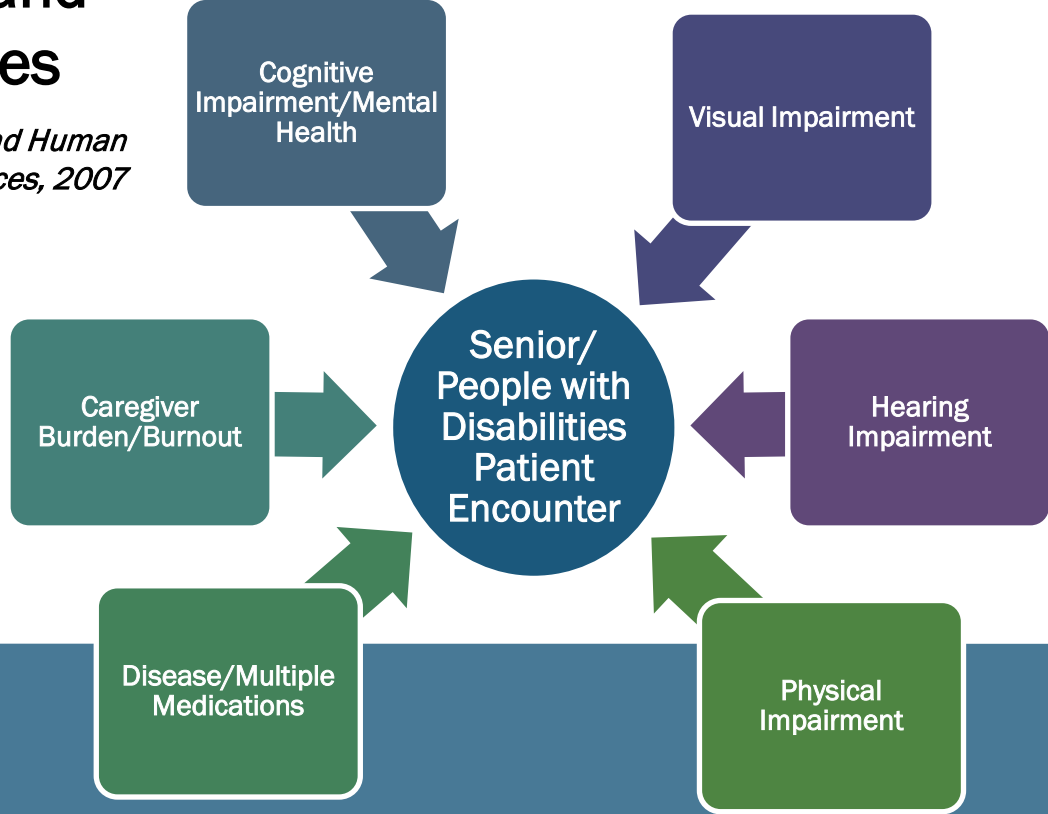 es
nd Human
ces, 2007
Cognitive
Impairment/Mental
Health
Visual Impairment
Caregiver
Burden/Burnout
Senior/
People with
Disabilities
Patient
Encounter
Hearing
Impairment
Disease/Multiple
Medications
Physical
Impairment